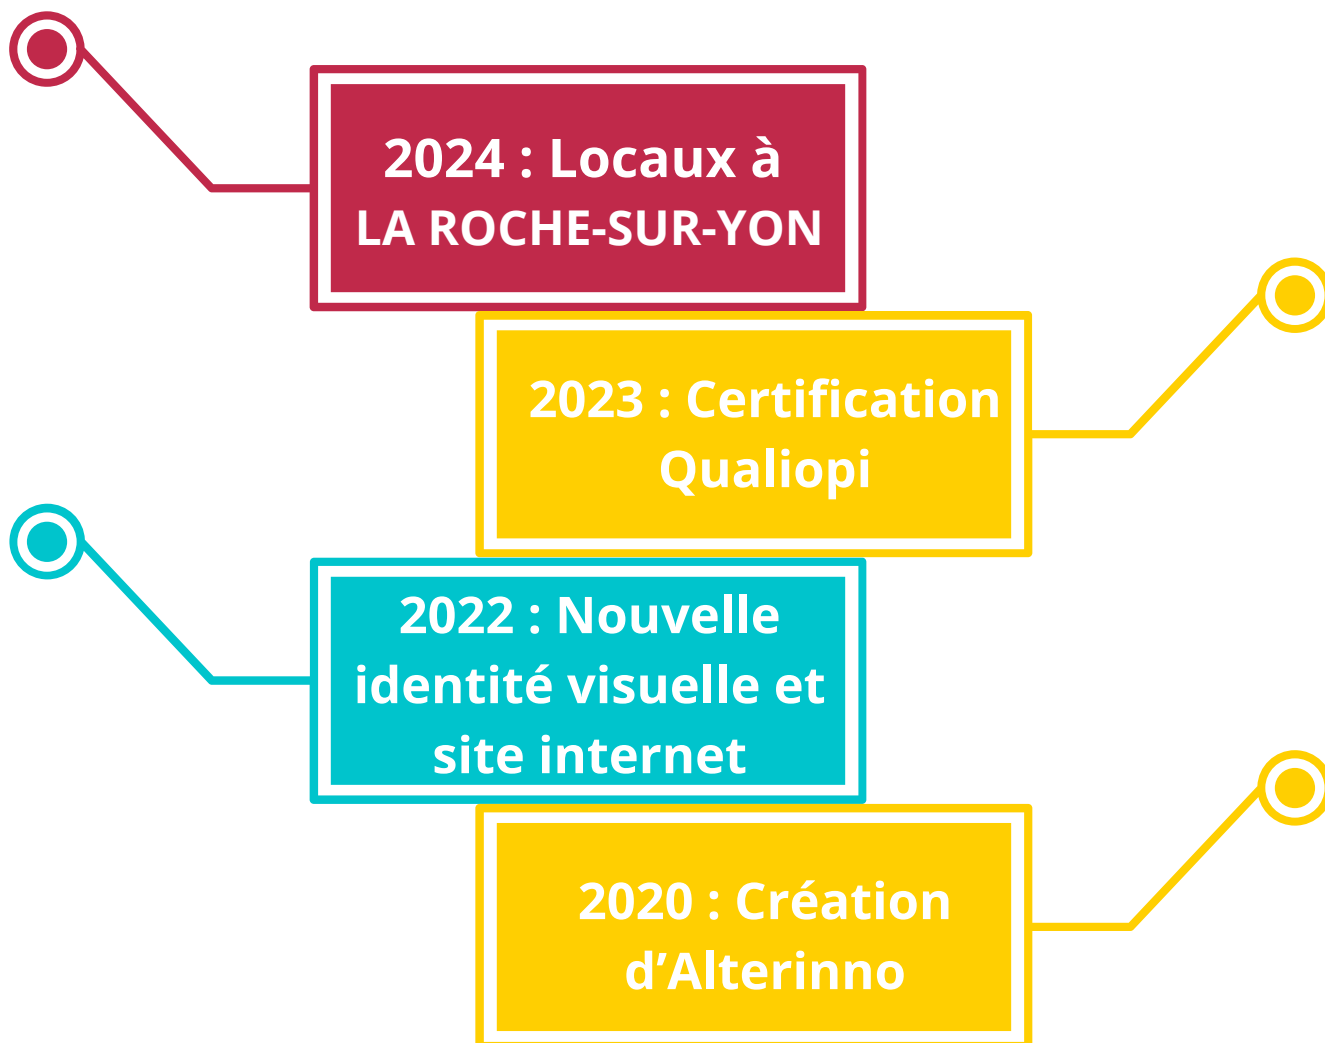 2024 : Locaux à
LA ROCHE-SUR-YON
2023 : Certification
Qualiopi
2022 : Nouvelle
identité visuelle et
site internet
2020 : Création
d’Alterinno